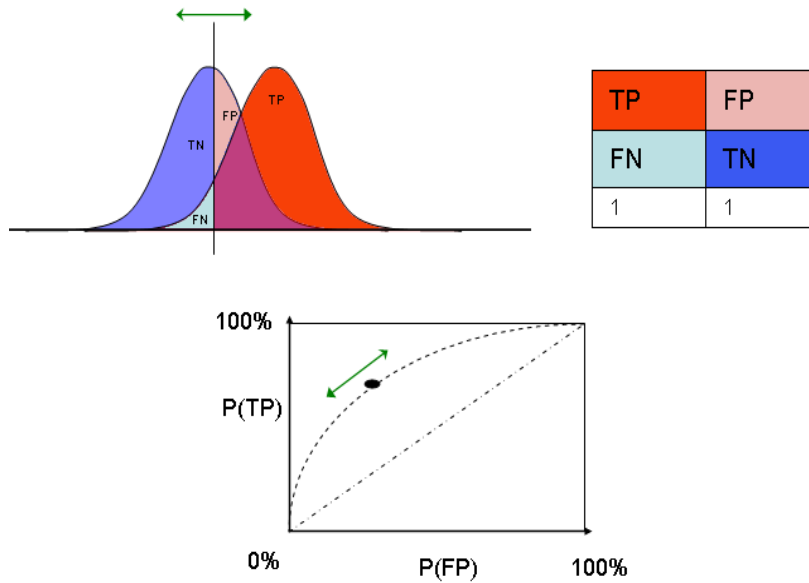 TP
FP
TN
FN
TP FP
FN TN
1 1
100%
P(TP)
0%
P(FP)
100%